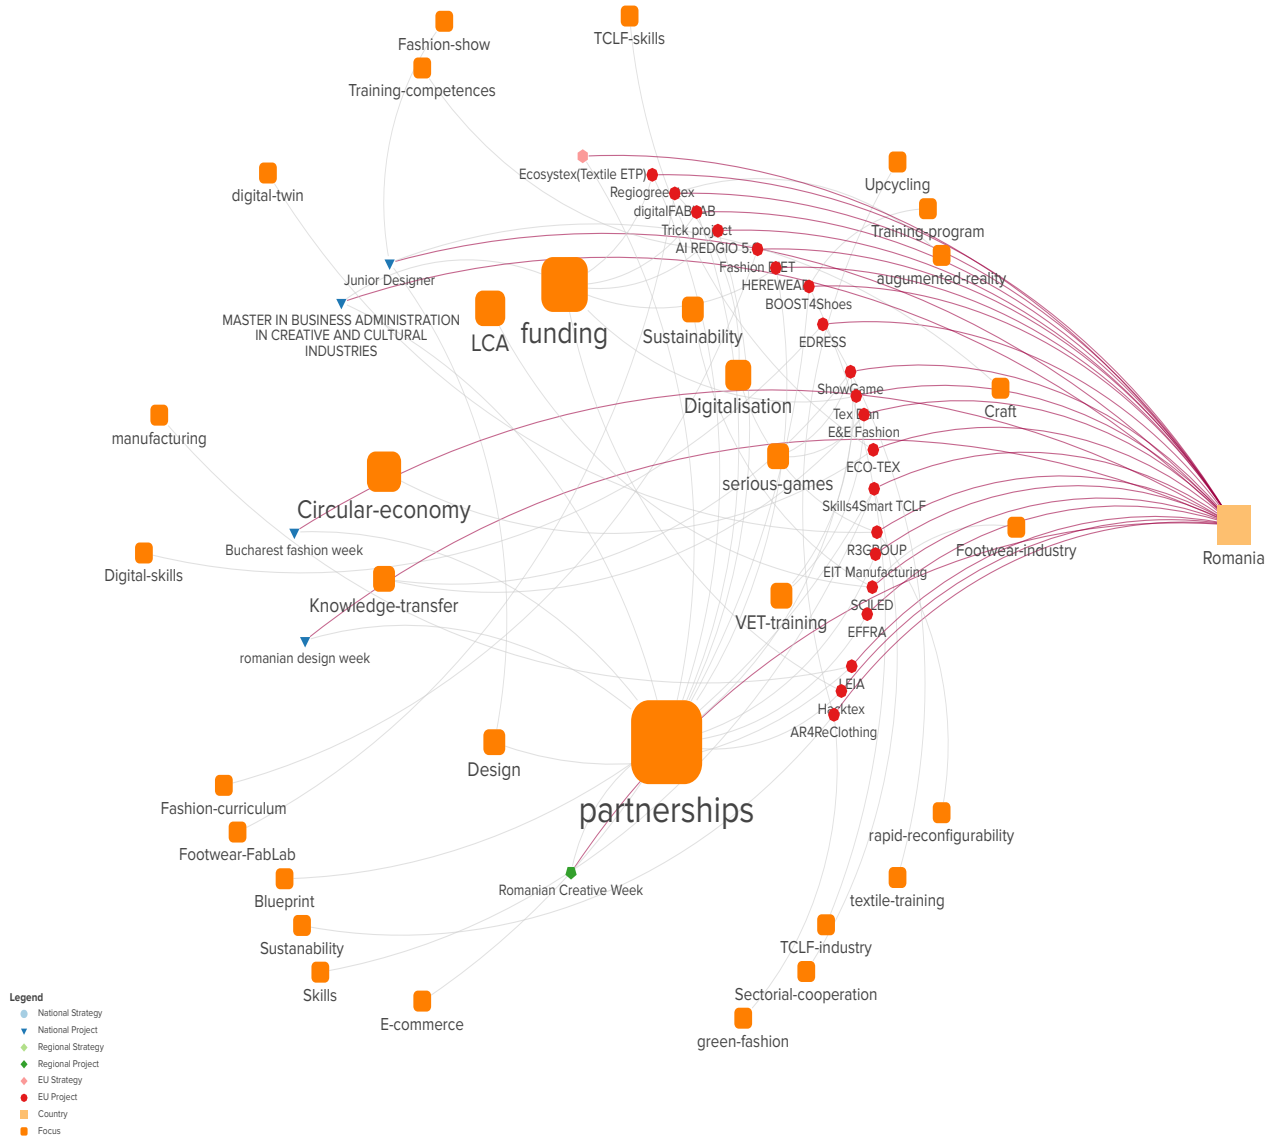 Fashion-show
TCLF-skills
Training-competences
Ecosystex(Textile ETP)
Upcycling
digital-twin
Regiogreentex
digitalFABLAB
Trick project
Training-program
AI REDGIO 5.0
Fashion DIET
Junior Designer
augumented-reality
HEREWEAR
BOOST4Shoes
MASTER IN BUSINESS ADMINISTRATION
IN CREATIVE AND CULTURAL
INDUSTRIES
LCA
funding
Sustainability
EDRESS
ShowGame
Digitalisation
Craft
manufacturing
Tex
E&E Fashion
ECO-TEX
serious-games
Circular-economy
Skills4Smart TCLF
Bucharest fashion week
R3GROUP
Footwear-industry
Romania
Digital-skills
EIT Manufacturing
Knowledge-transfer
SCILED
VET-training
EFFRA
romanian design week
LEIA
Hacktex
AR4ReClothing
Design
partnerships
Fashion-curriculum
rapid-reconfigurability
Footwear-FabLab
Romanian Creative Week
Blueprint
textile-training
Sustanability
TCLF-industry
Skills
Sectorial-cooperation
E-commerce
green-fashion
Legend
National Strategy
National Project
Regional Strategy
Regional Project
EU Strategy
EU Project
Country
Focus